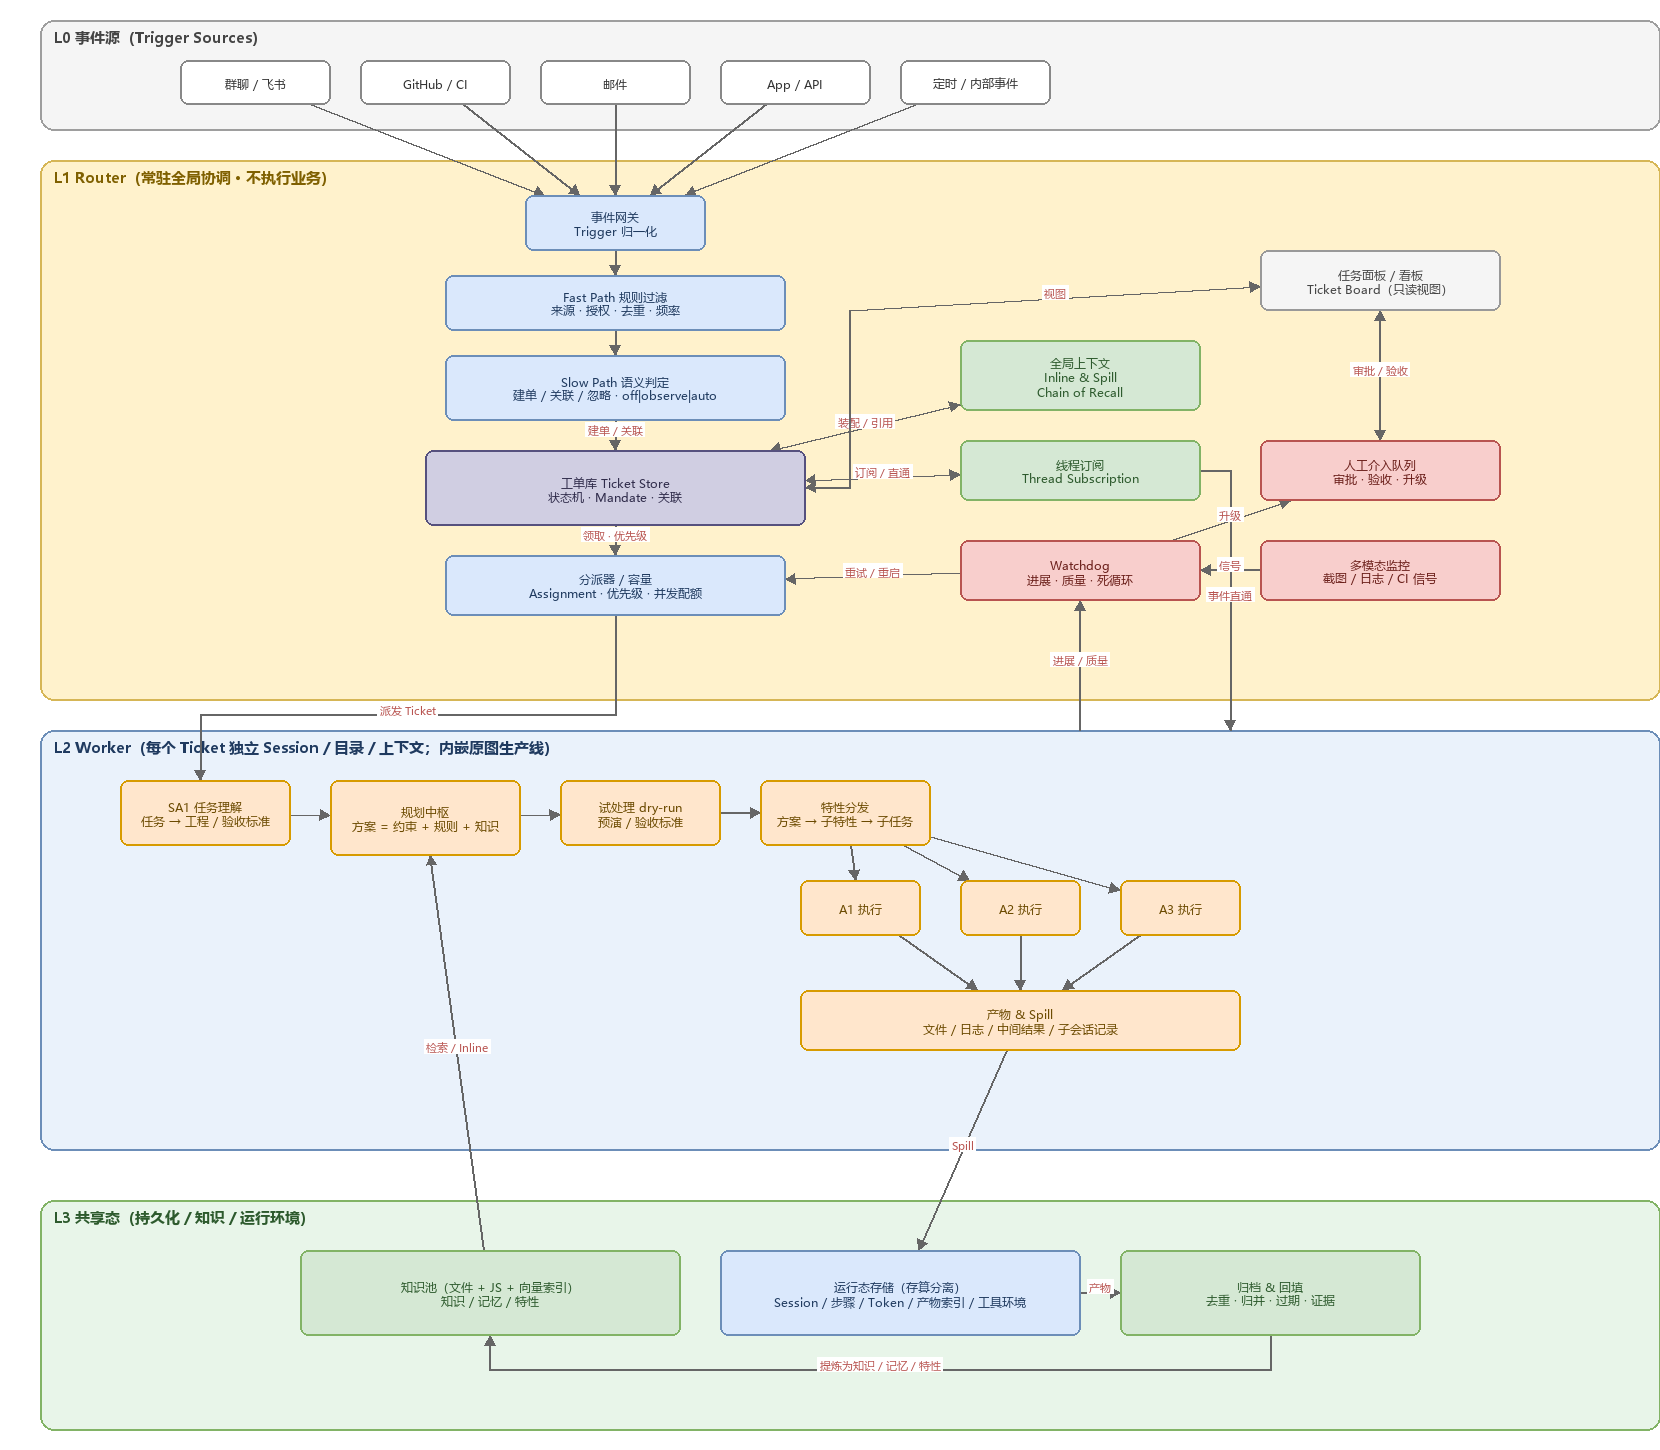 L0 事件源（Trigger Sources）
群聊 / 飞书
GitHub / CI
邮件
App / API
定时 / 内部事件
L1 Router（常驻全局协调 · 不执行业务）
事件网关
Trigger 归一化
Fast Path 规则过滤
来源 · 授权 · 去重 · 频率
Slow Path 语义判定
建单 / 关联 / 忽略 · off|observe|auto
建单 / 关联
工单库 Ticket Store
状态机 · Mandate · 关联
领取 · 优先级
分派器 / 容量
Assignment · 优先级 · 并发配额
视图
任务面板 / 看板
Ticket Board（只读视图）
全局上下文
Inline & Spill
Chain of Recall
装配 / 引用
审批 / 验收
订阅 / 直通
线程订阅
Thread Subscription
人工介入队列
审批 · 验收 · 升级
升级
重试 / 重启
Watchdog
进展 · 质量 · 死循环
信号
多模态监控
截图 / 日志 / CI 信号
事件直通
进展 / 质量
派发 Ticket
L2 Worker（每个 Ticket 独立 Session / 目录 / 上下文；内嵌原图生产线）
SA1 任务理解
任务 → 工程 / 验收标准
规划中枢
方案 = 约束 + 规则 + 知识
试处理 dry-run
预演 / 验收标准
特性分发
方案 → 子特性 → 子任务
A1 执行
A2 执行
A3 执行
产物 & Spill
文件 / 日志 / 中间结果 / 子会话记录
检索 / Inline
Spill
L3 共享态（持久化 / 知识 / 运行环境）
知识池（文件 + JS + 向量索引）
知识 / 记忆 / 特性
运行态存储（存算分离）
Session / 步骤 / Token / 产物索引 / 工具环境
产物
归档 & 回填
去重 · 归并 · 过期 · 证据
提炼为知识 / 记忆 / 特性